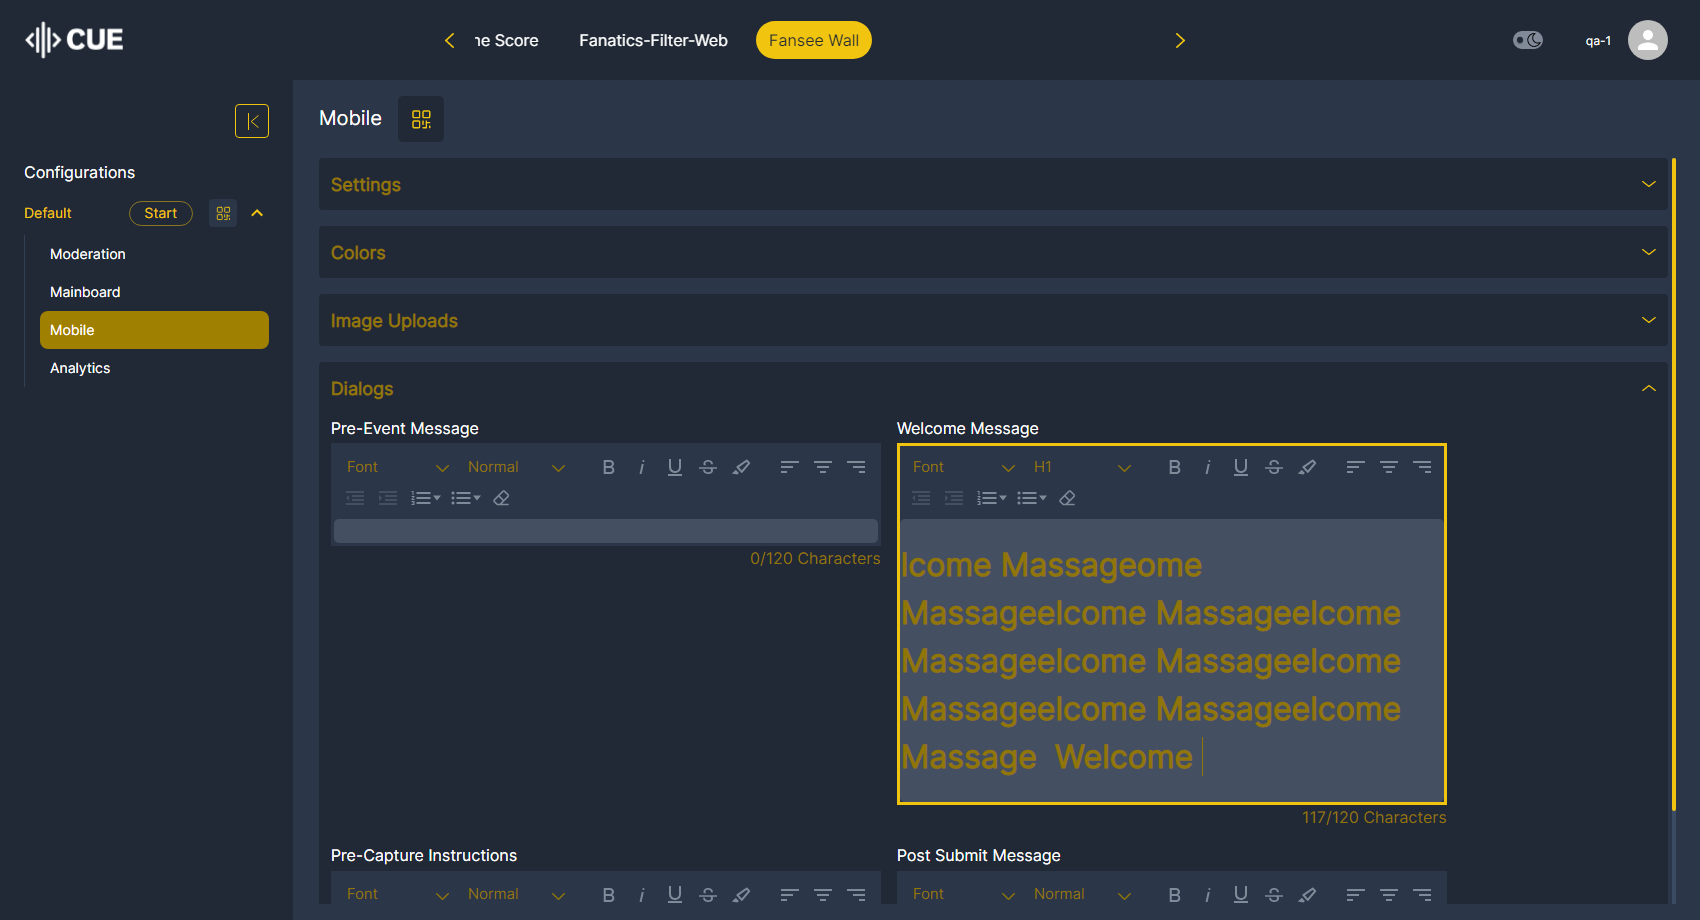 CUE
ne Score
Fanatics-Filter-Web
Fansee Wall
qa-1
Configurations
Default
Start
Moderation
Mainboard
Mobile
Analytics
Mobile
Settings
Colors
Image Uploads
Dialogs
Pre-Event Message
Font
Normal
B i U S
0/120 Characters
Welcome Message
Font
H1
B i U S
lcome Massageome
Massageelcome Massageelcome
Massageelcome Massageelcome
Massageelcome Massageelcome
Massage  Welcome
117/120 Characters
Pre-Capture Instructions
Font
Normal
B i U S
Post Submit Message
Font
Normal
B i U S